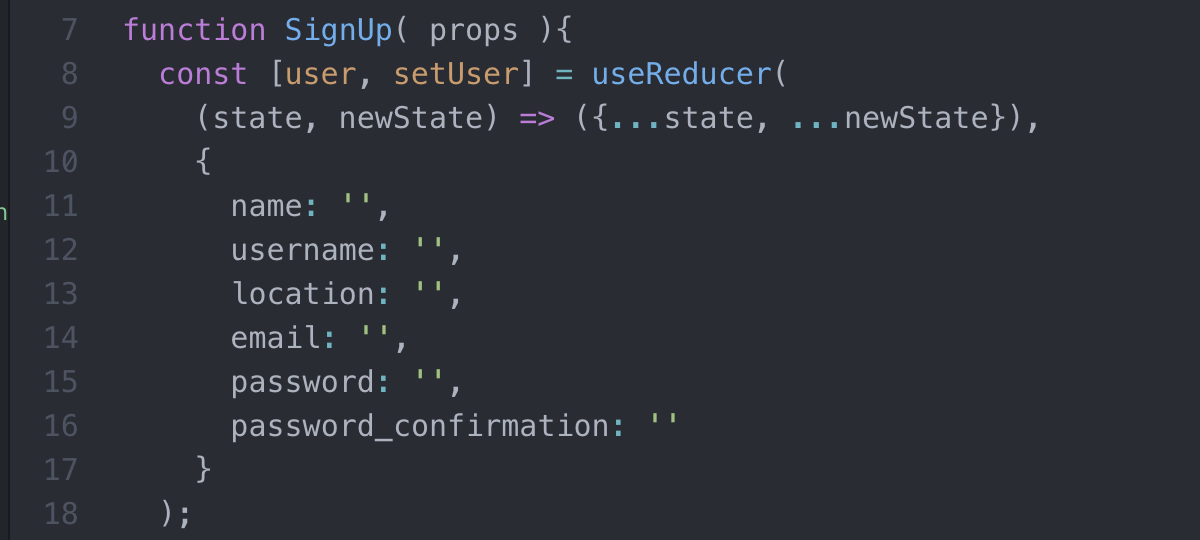 7 function SignUp( props ){
8 const [user, setUser] = useReducer(
9 (state, newState) => ({...state, ...newState}),
10 {
11 name: '',
12 username: '',
13 location: '',
14 email: '',
15 password: '',
16 password_confirmation: ''
17 }
18 );